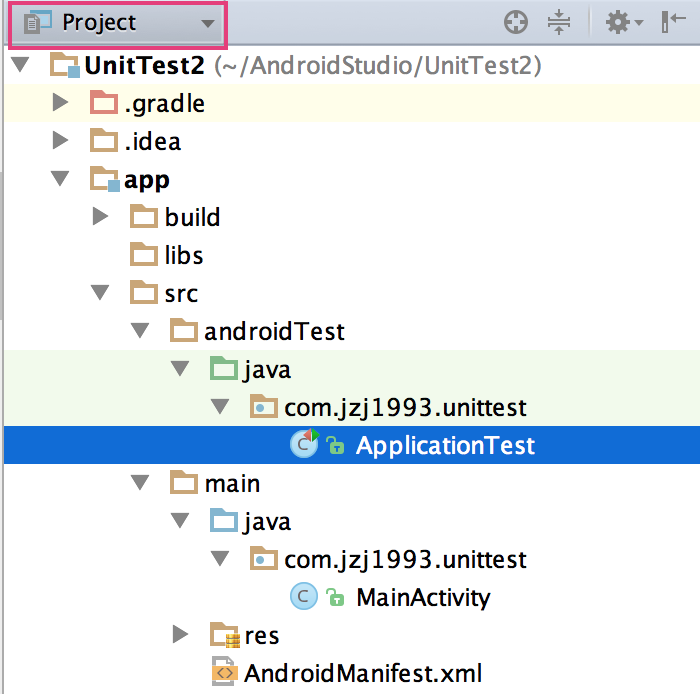 Project
UnitTest2 (~/AndroidStudio/UnitTest2)
.gradle
.idea
app
build
libs
src
androidTest
java
com.jzj1993.unittest
ApplicationTest
main
java
com.jzj1993.unittest
MainActivity
res
AndroidManifest.xml